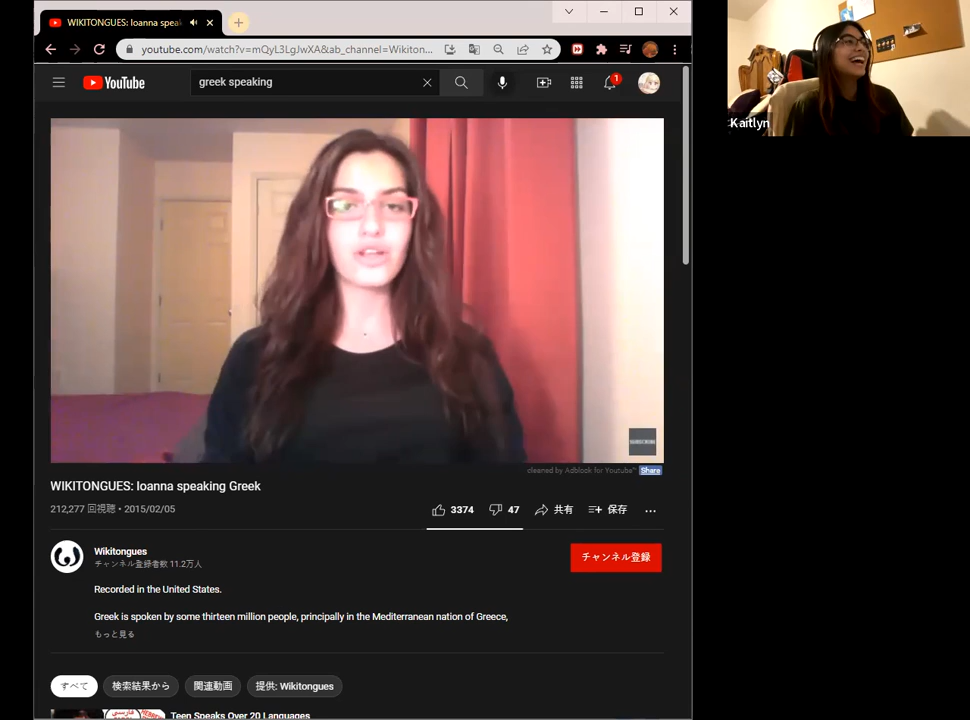 WIKITONGUES: Ioanna speak
youtube.com/watch?v=mQyL3LgJwXA&ab_channel=Wikiton...
YouTube
greek speaking
1
Kaitlyn
cleaned by Adblock for Youtube™ Share
WIKITONGUES: Ioanna speaking Greek
212,277 回視聴 • 2015/02/05
3374
47
共有
保存
Wikitongues
チャンネル登録者数 11.2万人
チャンネル登録
Recorded in the United States.
Greek is spoken by some thirteen million people, principally in the Mediterranean nation of Greece,
もっと見る
すべて
検索結果から
関連動画
提供: Wikitongues
Teen Speaks Over 20 Languages